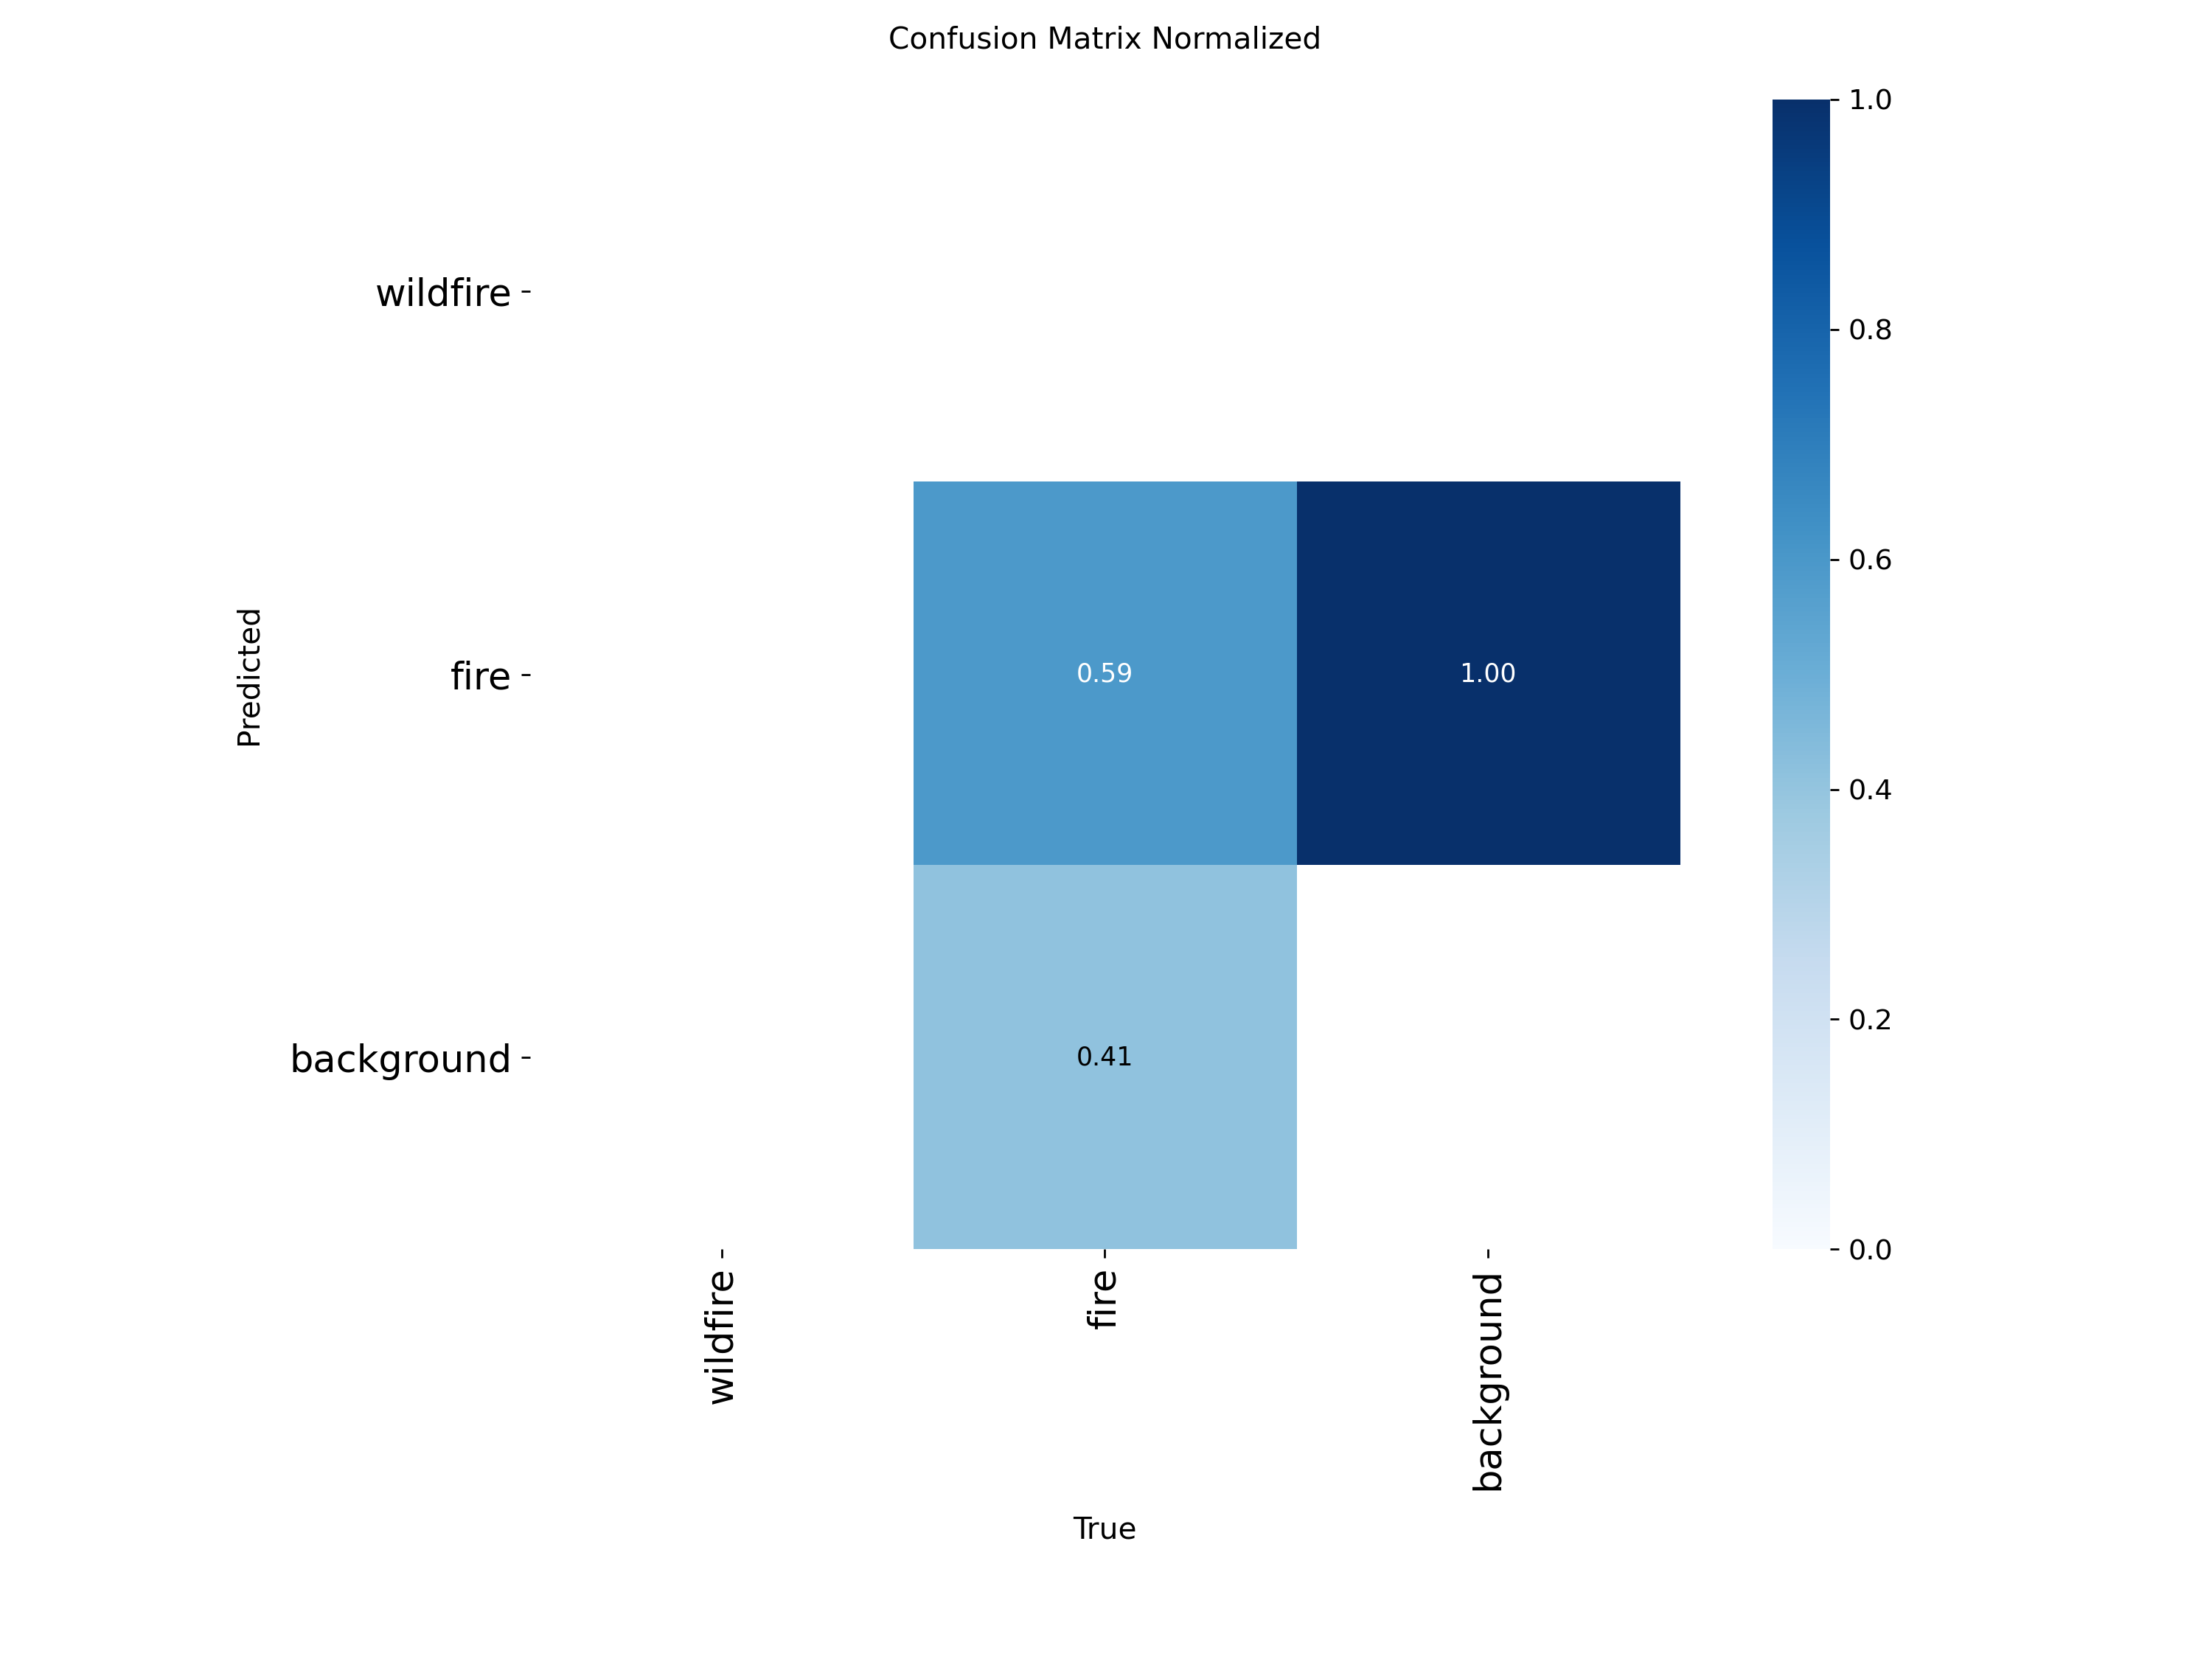 Confusion Matrix Normalized
Predicted
wildfire
fire
background
0.59
1.00
0.41
wildfire
fire
background
True
1.0
0.8
0.6
0.4
0.2
0.0